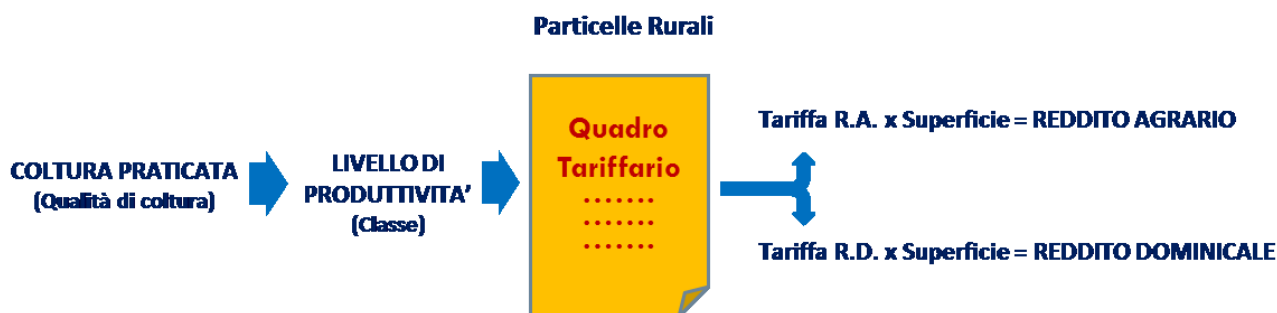 Particelle Rurali
COLTURA PRATICATA
(Qualità di coltura)
LIVELLO DI
PRODUTTIVITA’
(Classe)
Quadro
Tariffario
.......
.......
.......
Tariffa R.A. x Superficie = REDDITO AGRARIO
Tariffa R.D. x Superficie = REDDITO DOMINICALE